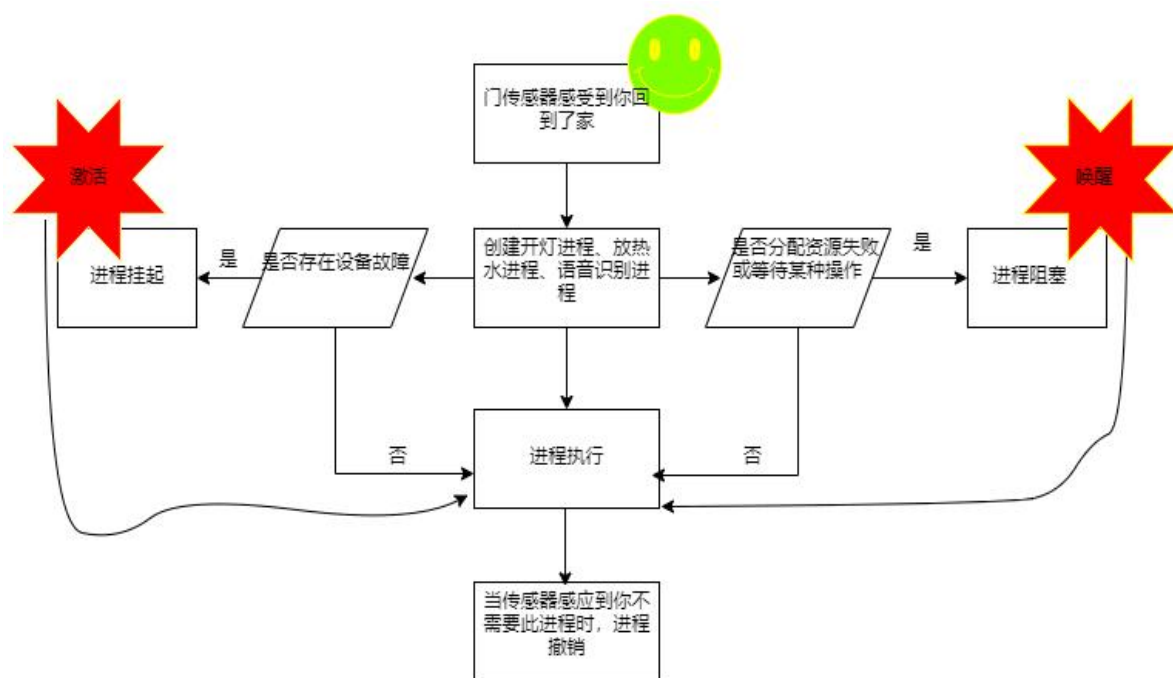 门传感器感受到你回
到了家
激活
唤醒
进程挂起
是
是否存在设备故障
创建开灯进程、放热
水进程、语音识别进
程
是否分配资源失败
或等待某种操作
是
进程阻塞
否
进程执行
否
当传感器感应到你不
需要此进程时，进程
撤销